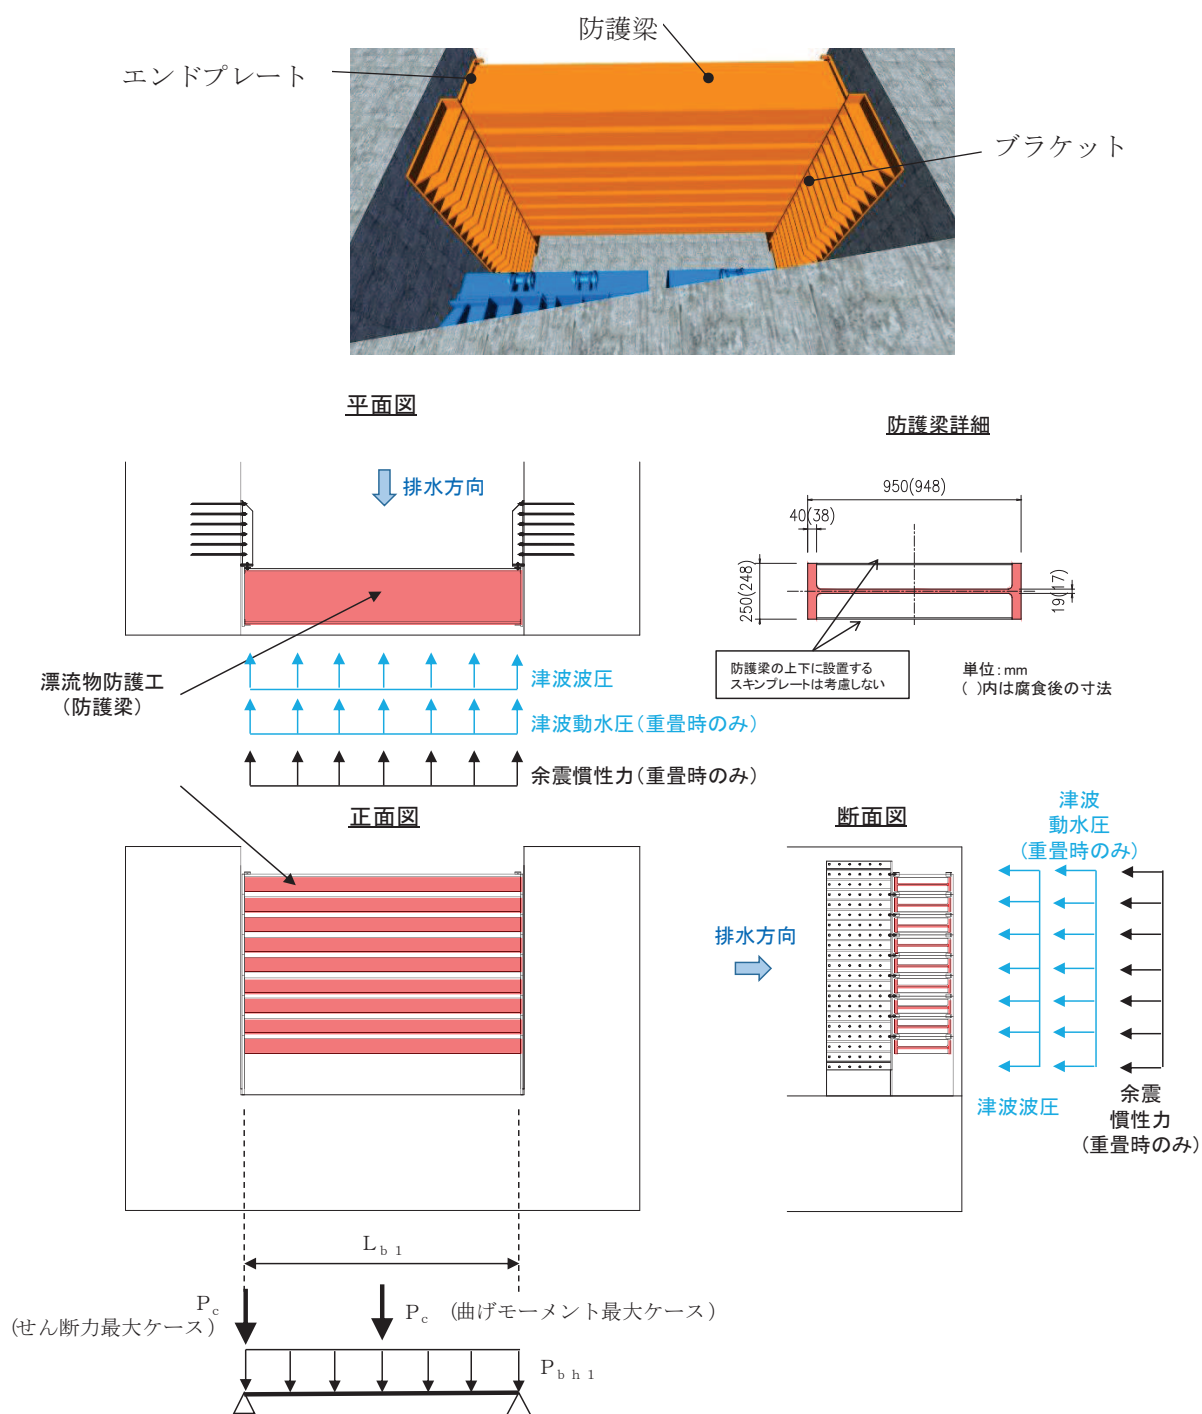 防護梁
エンドプレート
ブラケット
平面図
防護梁詳細
排水方向
950(948)
40(38)
250(248)
19(17)
防護梁の上下に設置する
スキンプレートは考慮しない
単位:mm
( )内は腐食後の寸法
漂流物防護工
(防護梁)
津波波圧
津波動水圧(重畳時のみ)
余震慣性力(重畳時のみ)
正面図
断面図
津波
動水圧
(重畳時のみ)
排水方向
津波波圧
余震
慣性力
(重畳時のみ)
Lb1
Pc
(せん断力最大ケース)
Pc (曲げモーメント最大ケース)
Pbh1